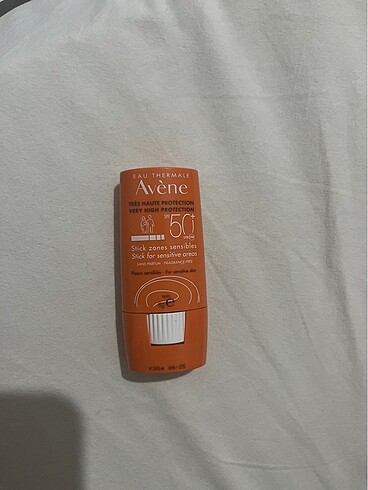 EAU THERMALE
Avène
TRÈS HAUTE PROTECTION
VERY HIGH PROTECTION
SPF 50+
Stick zones sensibles
Stick for sensitive areas
SANS PARFUM - FRAGRANCE FREE
Peaux sensibles - For sensitive skin